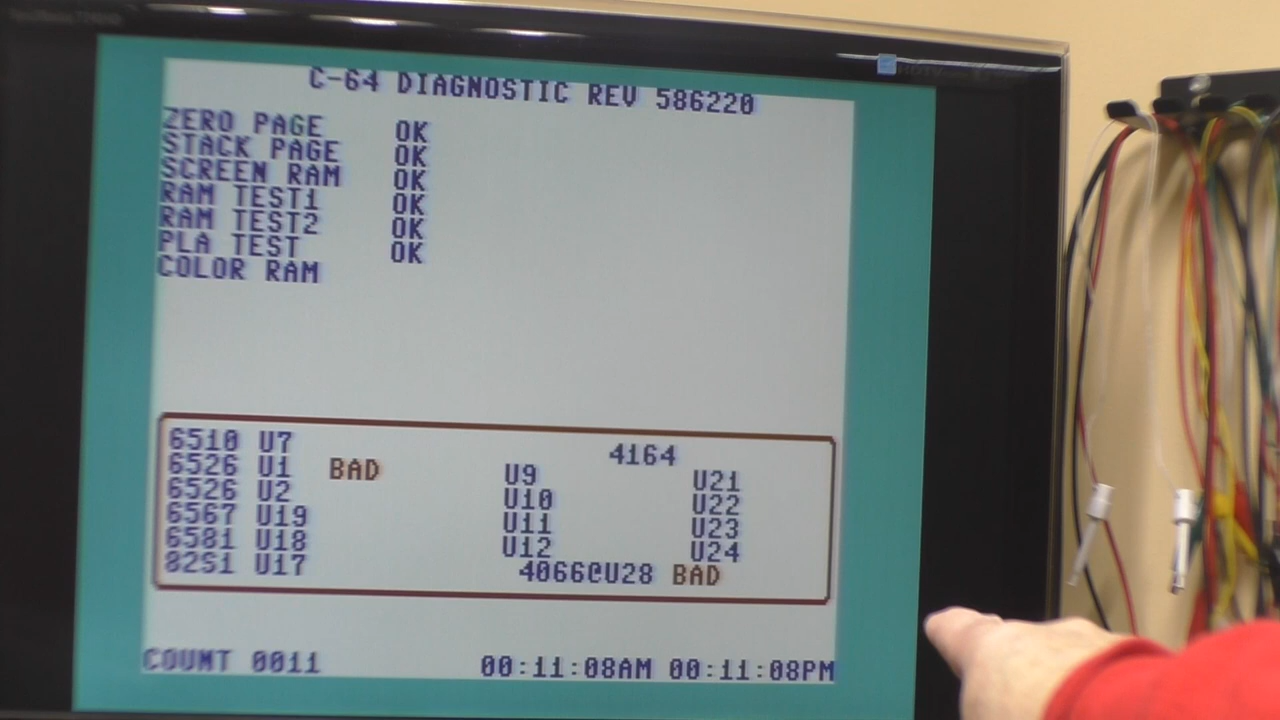 C-64 DIAGNOSTIC REV 586220
ZERO PAGE OK
STACK PAGE OK
SCREEN RAM OK
RAM TEST1 OK
RAM TEST2 OK
PLA TEST OK
COLOR RAM
6510 U7
6526 U1 BAD
6526 U2
6567 U19
6581 U18
82S1 U17
4164
U9 U21
U10 U22
U11 U23
U12 U24
4066@U28 BAD
COUNT 0011 00:11:08AM 00:11:08PM